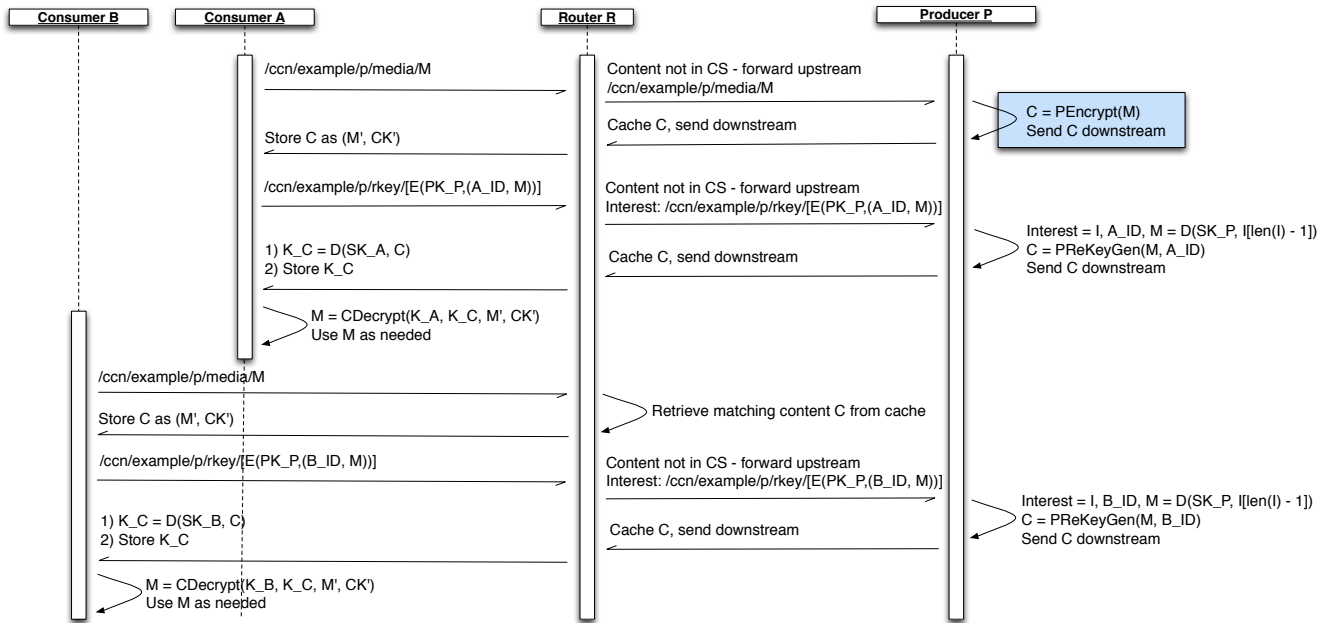 Consumer B
Consumer A
Router R
Producer P
/ccn/example/p/media/M
Content not in CS - forward upstream
/ccn/example/p/media/M
C = PEncrypt(M)
Send C downstream
Cache C, send downstream
Store C as (M', CK')
/ccn/example/p/rkey/[E(PK_P,(A_ID, M))]
Content not in CS - forward upstream
Interest: /ccn/example/p/rkey/[E(PK_P,(A_ID, M))]
Interest = I, A_ID, M = D(SK_P, I[len(I) - 1])
C = PReKeyGen(M, A_ID)
Send C downstream
Cache C, send downstream
1) K_C = D(SK_A, C)
2) Store K_C
M = CDecrypt(K_A, K_C, M', CK')
Use M as needed
/ccn/example/p/media/M
Retrieve matching content C from cache
Store C as (M', CK')
/ccn/example/p/rkey/[E(PK_P,(B_ID, M))]
Content not in CS - forward upstream
Interest: /ccn/example/p/rkey/[E(PK_P,(B_ID, M))]
Interest = I, B_ID, M = D(SK_P, I[len(I) - 1])
C = PReKeyGen(M, B_ID)
Send C downstream
Cache C, send downstream
1) K_C = D(SK_B, C)
2) Store K_C
M = CDecrypt(K_B, K_C, M', CK')
Use M as needed